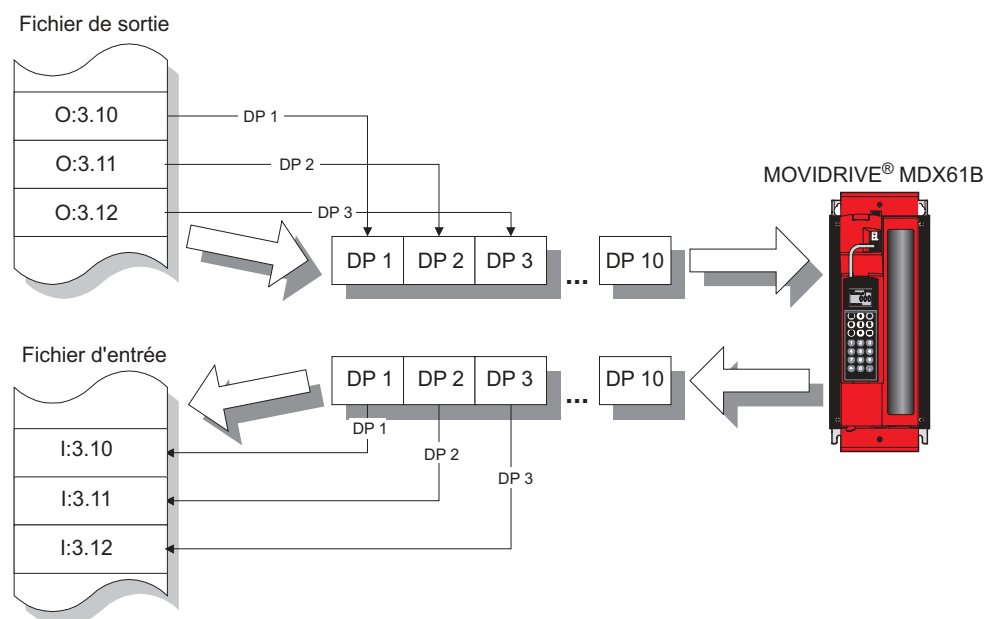 Fichier de sortie
O:3.10
O:3.11
O:3.12
DP 1
DP 2
DP 3
DP 1 DP 2 DP 3 ... DP 10
MOVIDRIVE® MDX61B
Fichier d'entrée
I:3.10
I:3.11
I:3.12
DP 1 DP 2 DP 3 ... DP 10
DP 1
DP 2
DP 3